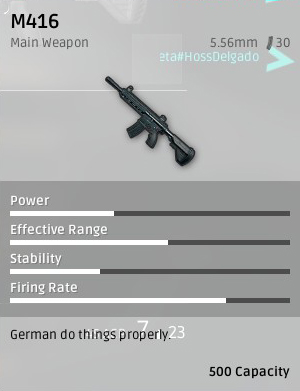 M416
Main Weapon 5.56mm 30
eta#HossDelgado
Power
Effective Range
Stability
Firing Rate
German do things properly.
7 23
500 Capacity